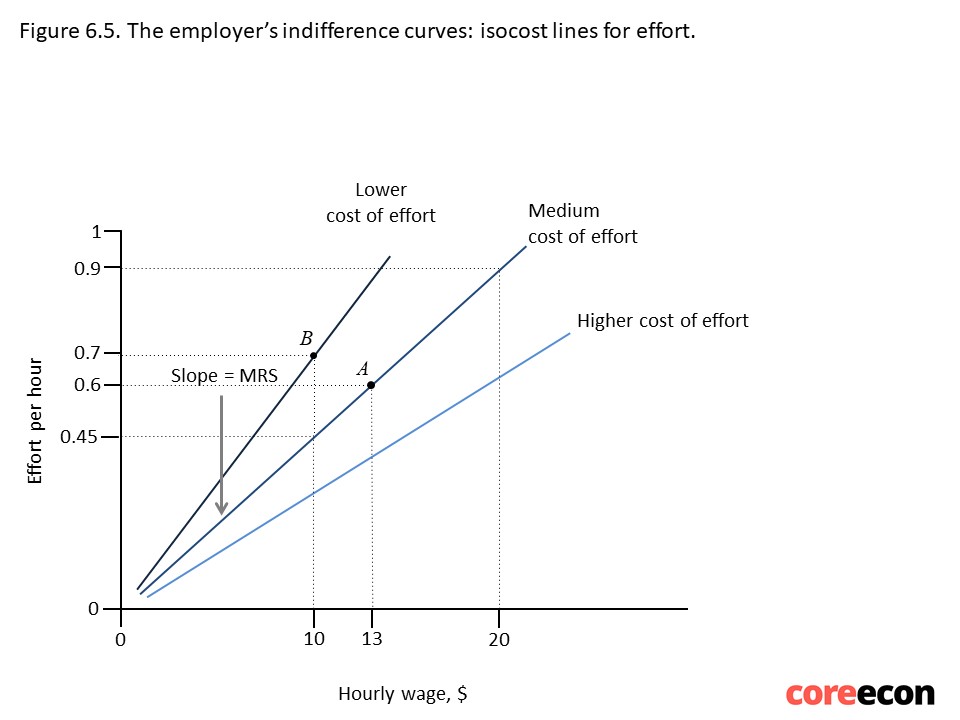 Figure 6.5. The employer’s indifference curves: isocost lines for effort.
Lower
cost of effort
Medium
cost of effort
1
0.9
Higher cost of effort
B
0.7
A
Slope = MRS
0.6
0.45
Effort per hour
0
0
10
13
20
Hourly wage, $
coreecon